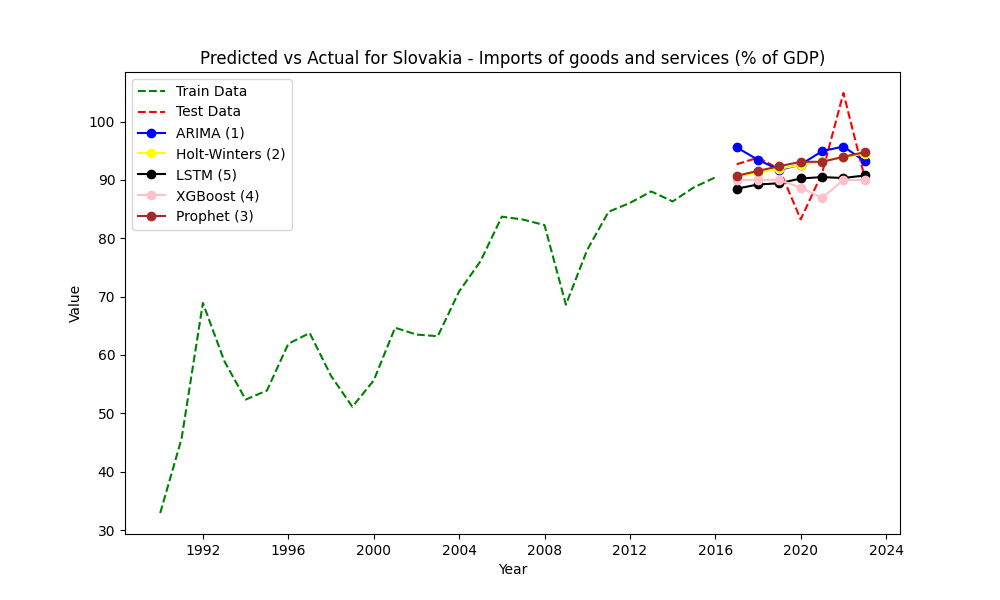 Predicted vs Actual for Slovakia - Imports of goods and services (% of GDP)
Train Data
Test Data
ARIMA (1)
Holt-Winters (2)
LSTM (5)
XGBoost (4)
Prophet (3)
Value
100
90
80
70
60
50
40
30
1992 1996 2000 2004 2008 2012 2016 2020 2024
Year